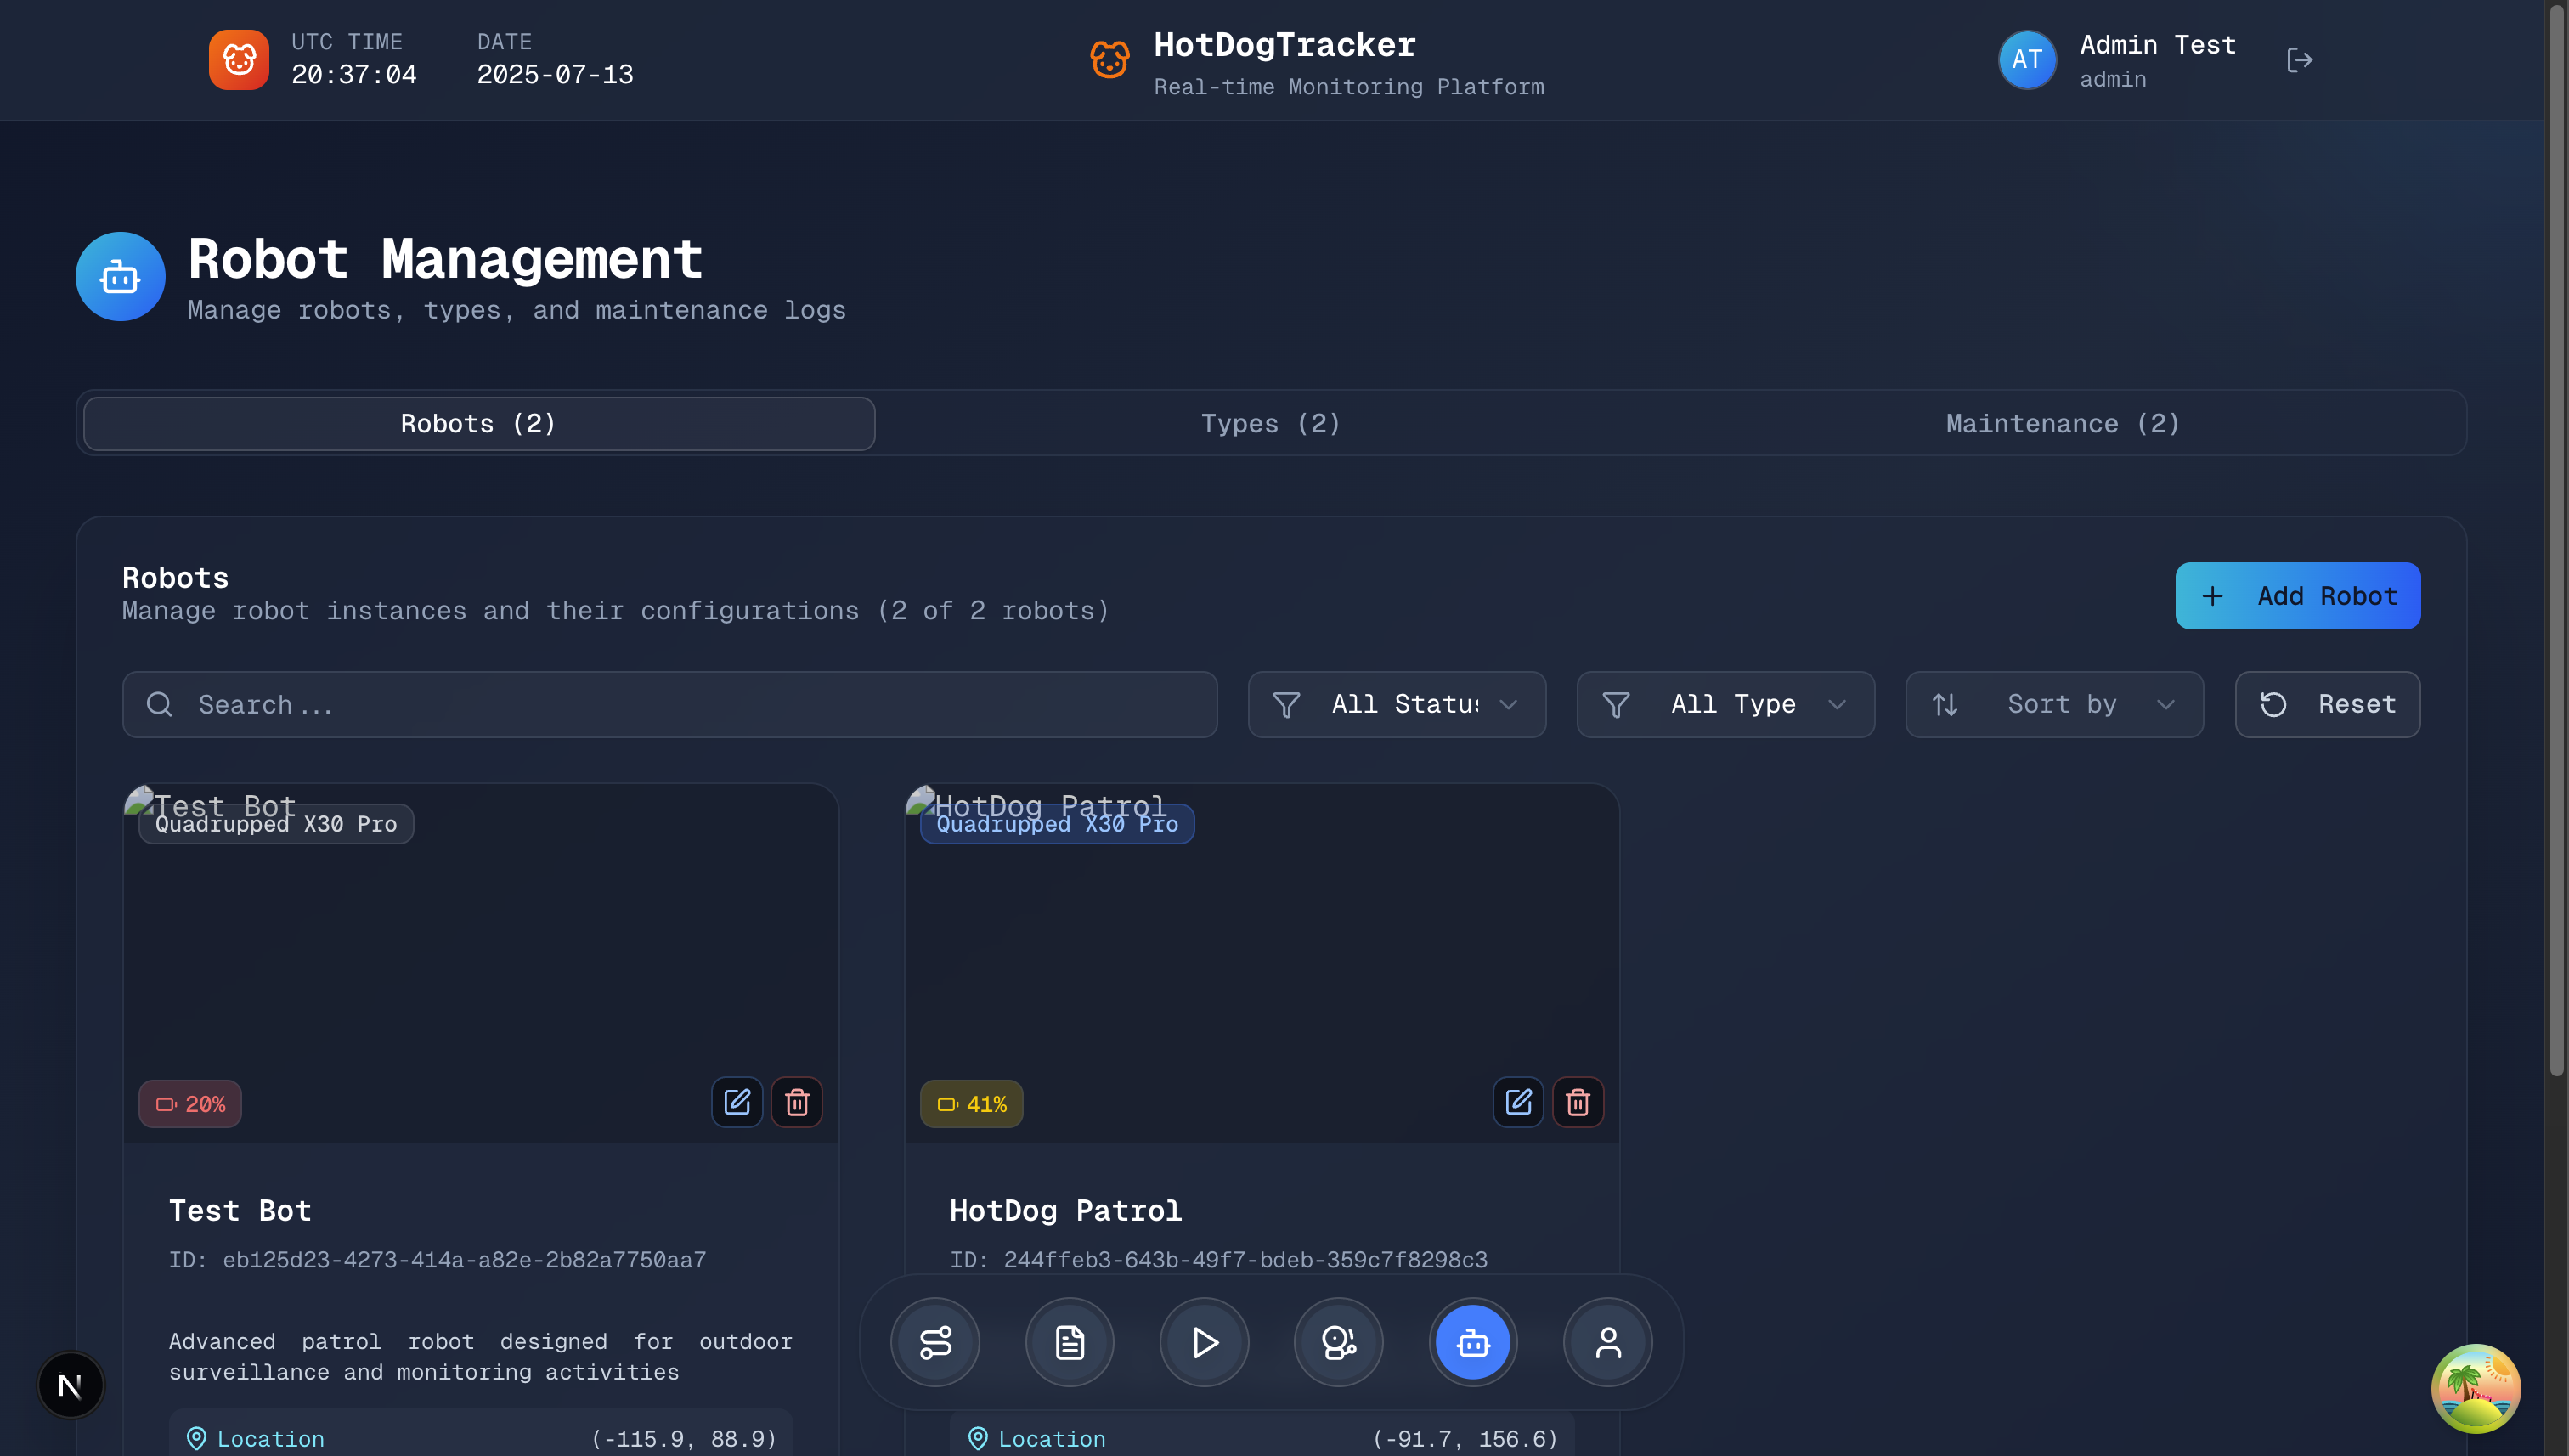 UTC TIME
20:37:04
DATE
2025-07-13
HotDogTracker
Real-time Monitoring Platform
AT
Admin Test
admin
Robot Management
Manage robots, types, and maintenance logs
Robots (2)
Types (2)
Maintenance (2)
Robots
Manage robot instances and their configurations (2 of 2 robots)
+ Add Robot
Search...
All Status
All Type
Sort by
Reset
Test Bot
Quadrupped X30 Pro
20%
Test Bot
ID: eb125d23-4273-414a-a82e-2b82a7750aa7
Advanced patrol robot designed for outdoor
surveillance and monitoring activities
Location
(-115.9, 88.9)
HotDog Patrol
Quadrupped X30 Pro
41%
HotDog Patrol
ID: 244ffeb3-643b-49f7-bdeb-359c7f8298c3
Location
(-91.7, 156.6)
N